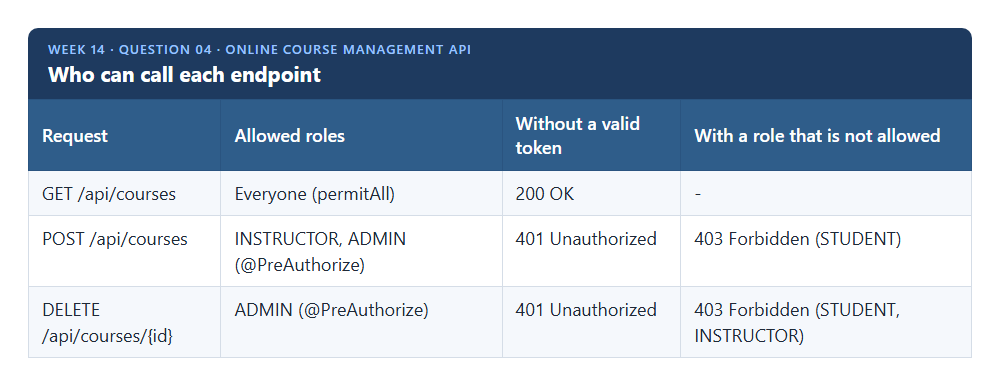 WEEK 14 · QUESTION 04 · ONLINE COURSE MANAGEMENT API
Who can call each endpoint
Request
Allowed roles
Without a valid
token
With a role that is not allowed
GET /api/courses
Everyone (permitAll)
200 OK
-
POST /api/courses
INSTRUCTOR, ADMIN
(@PreAuthorize)
401 Unauthorized
403 Forbidden (STUDENT)
DELETE
/api/courses/{id}
ADMIN (@PreAuthorize)
401 Unauthorized
403 Forbidden (STUDENT,
INSTRUCTOR)